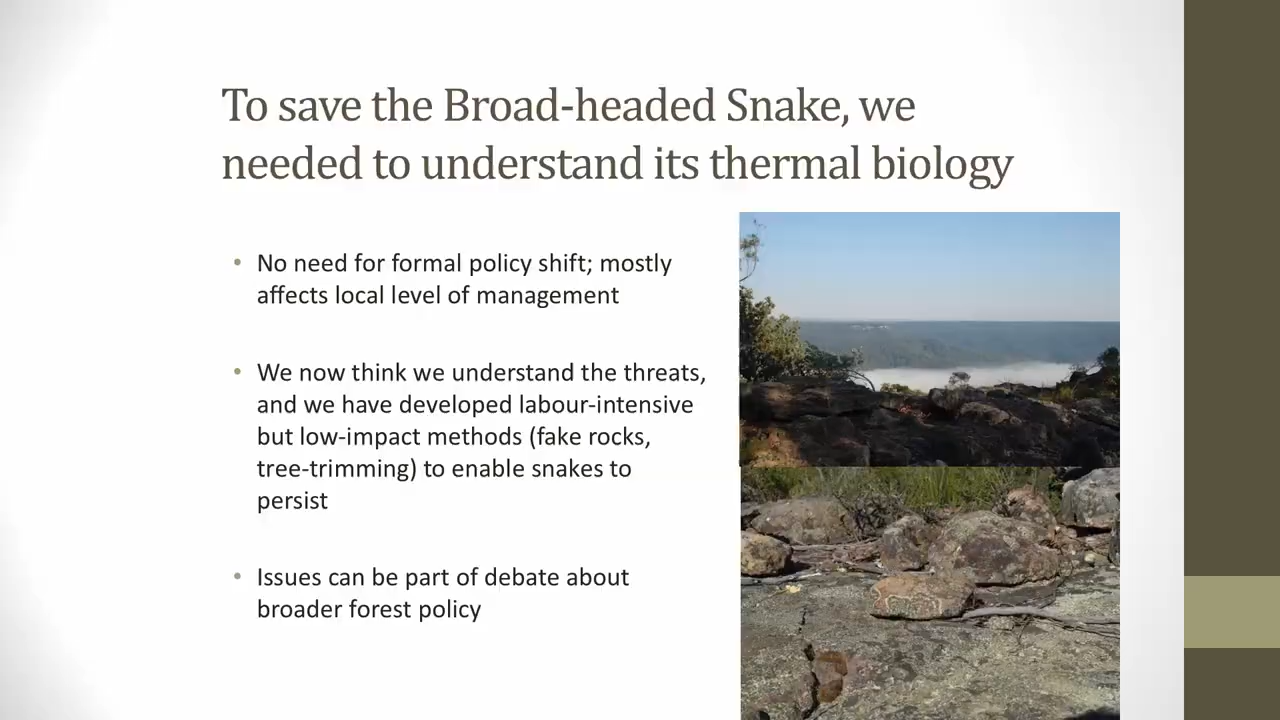 To save the Broad-headed Snake, we
needed to understand its thermal biology
• No need for formal policy shift; mostly
affects local level of management
• We now think we understand the threats,
and we have developed labour-intensive
but low-impact methods (fake rocks,
tree-trimming) to enable snakes to
persist
• Issues can be part of debate about
broader forest policy